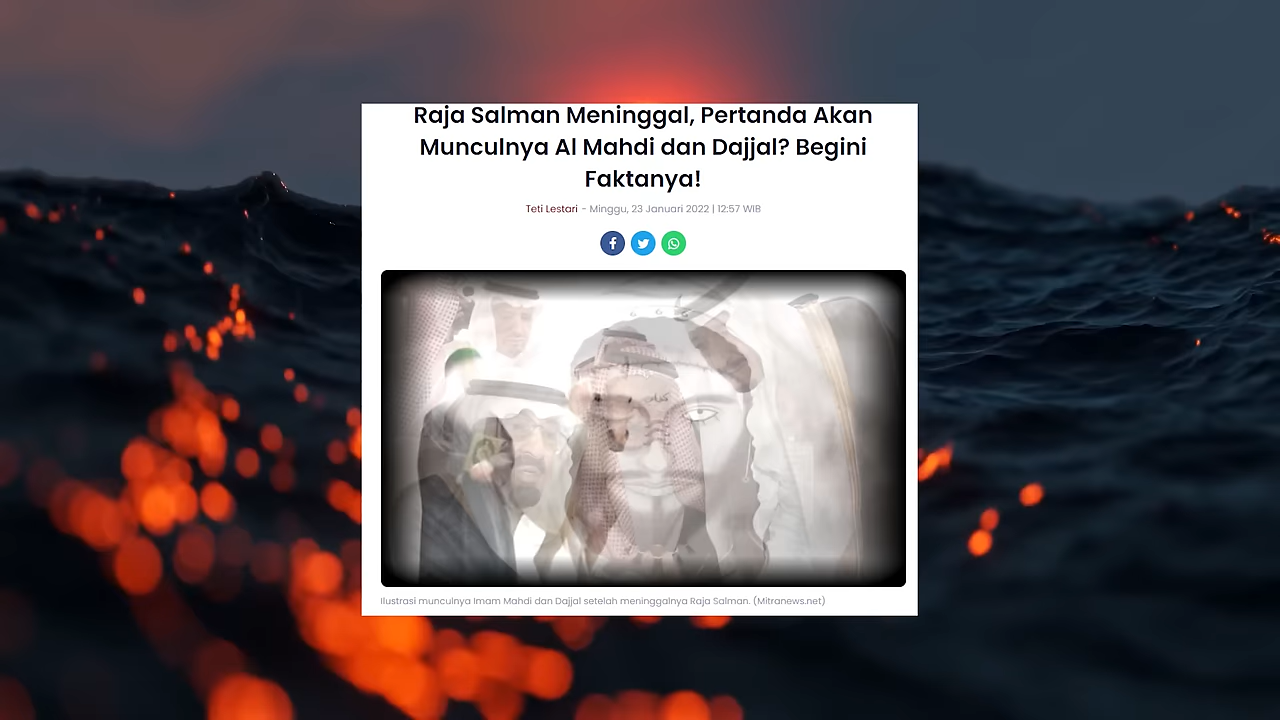 Raja Salman Meninggal, Pertanda Akan
Munculnya Al Mahdi dan Dajjal? Begini
Faktanya!
Teti Lestari - Minggu, 23 Januari 2022 | 12:57 WIB
Ilustrasi munculnya Imam Mahdi dan Dajjal setelah meninggalnya Raja Salman. (Mitranews.net)